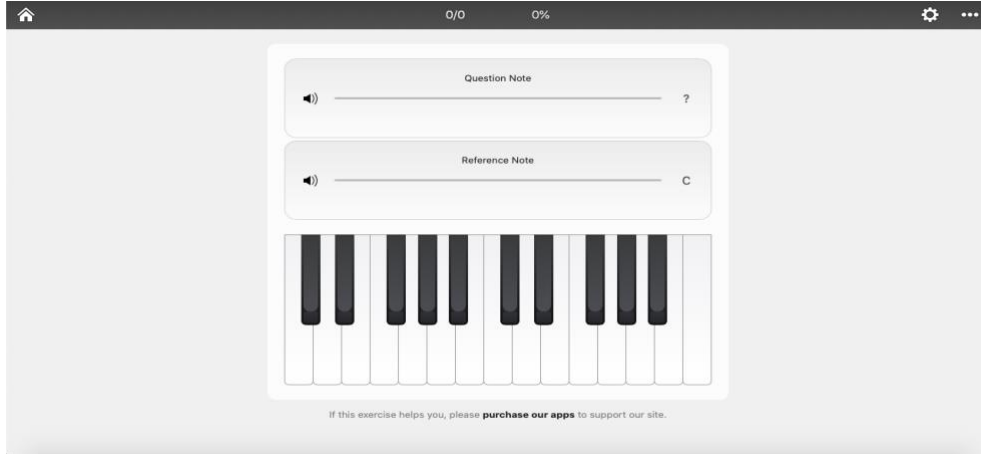 0/0 0%
Question Note
?
Reference Note
C
If this exercise helps you, please purchase our apps to support our site.